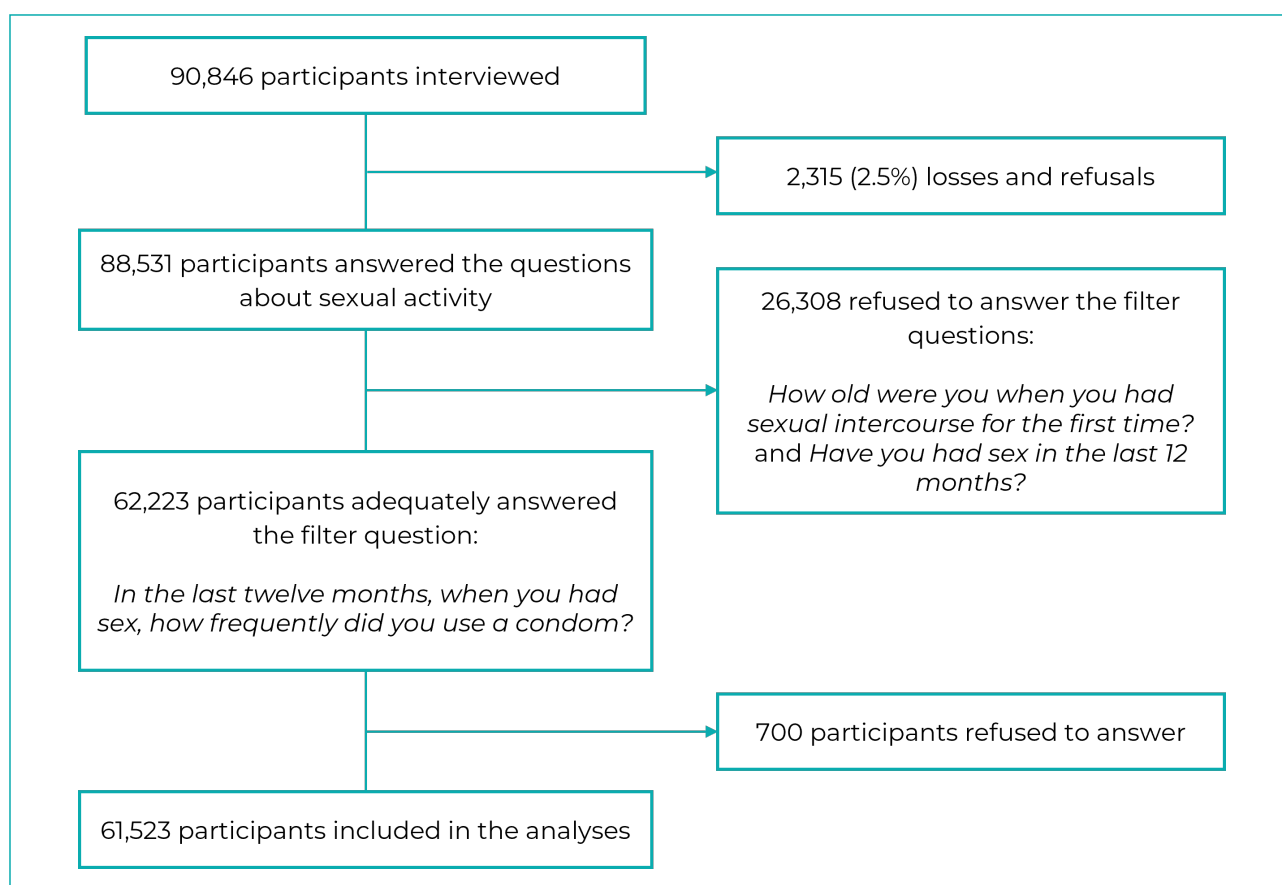 90,846 participants interviewed
2,315 (2.5%) losses and refusals
88,531 participants answered the questions
about sexual activity
26,308 refused to answer the filter
questions:
How old were you when you had
sexual intercourse for the first time?
and Have you had sex in the last 12
months?
62,223 participants adequately answered
the filter question:
In the last twelve months, when you had
sex, how frequently did you use a condom?
700 participants refused to answer
61,523 participants included in the analyses